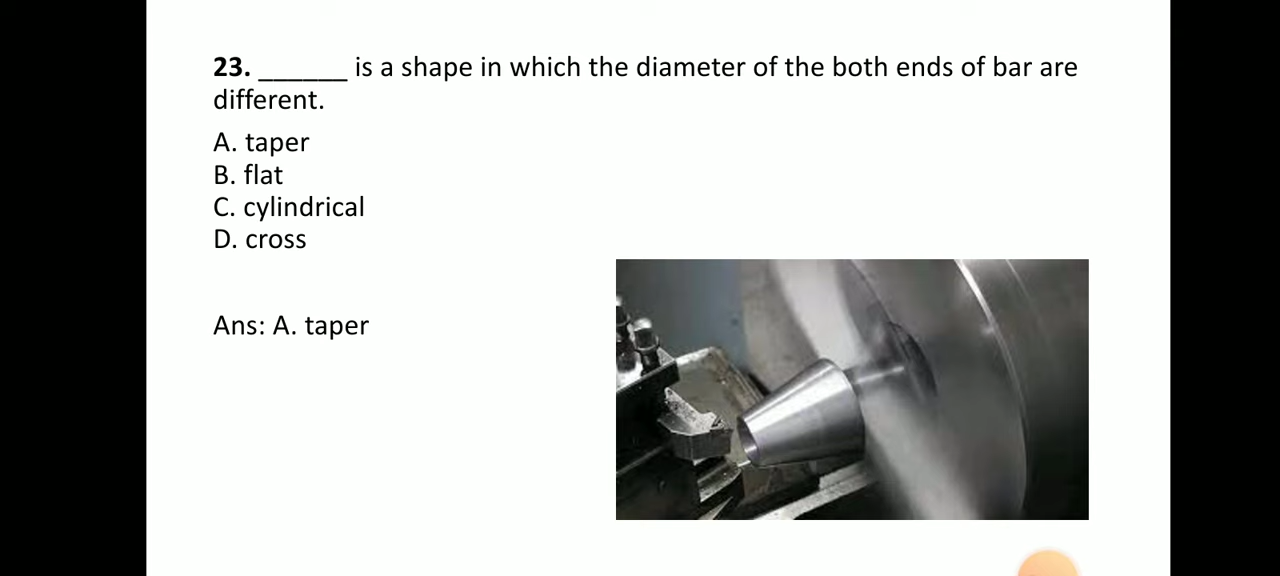 23. ______ is a shape in which the diameter of the both ends of bar are
different.
A. taper
B. flat
C. cylindrical
D. cross
Ans: A. taper